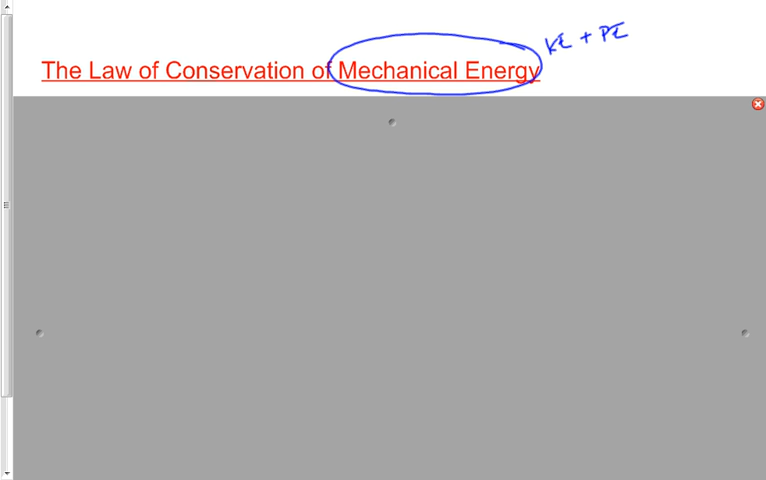 KE + PE
The Law of Conservation of Mechanical Energy